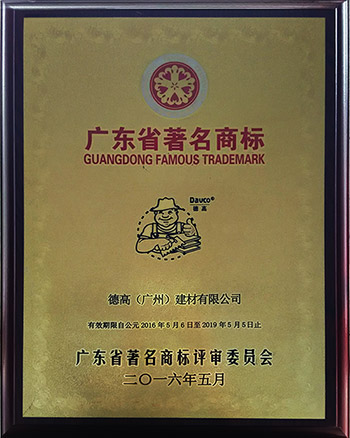 广东省著名商标
GUANGDONG FAMOUS TRADEMARK
Davco®
德高
德高（广州）建材有限公司
有效期限自公元2016年5月6日至2019年5月5日止
广东省著名商标评审委员会
二〇一六年五月